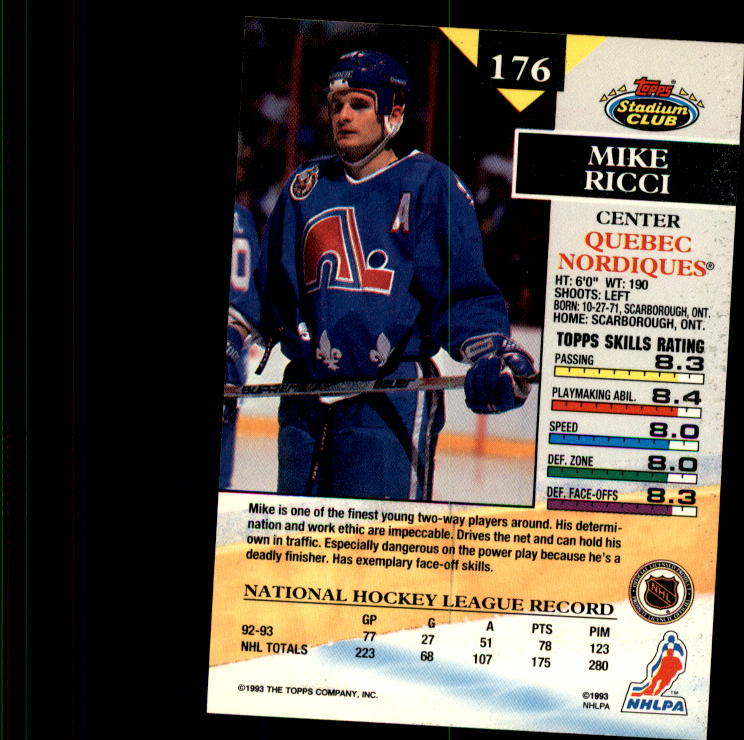 176
Topps
Stadium
CLUB
MIKE
RICCI
CENTER
QUEBEC
NORDIQUES®
HT: 6'0" WT: 190
SHOOTS: LEFT
BORN: 10-27-71, SCARBOROUGH, ONT.
HOME: SCARBOROUGH, ONT.
TOPPS SKILLS RATING
PASSING 8.3
PLAYMAKING ABIL. 8.4
SPEED 8.0
DEF. ZONE 8.0
DEF. FACE-OFFS 8.3
A
SUPREME bauer
Mike is one of the finest young two-way players around. His determi-
nation and work ethic are impeccable. Drives the net and can hold his
own in traffic. Especially dangerous on the power play because he's a
deadly finisher. Has exemplary face-off skills.
NATIONAL HOCKEY LEAGUE RECORD
GP G A PTS PIM
92-93 77 27 51 78 123
NHL TOTALS 223 68 107 175 280
©1993 THE TOPPS COMPANY, INC.
©1993
NHLPA
NHL
NHLPA™